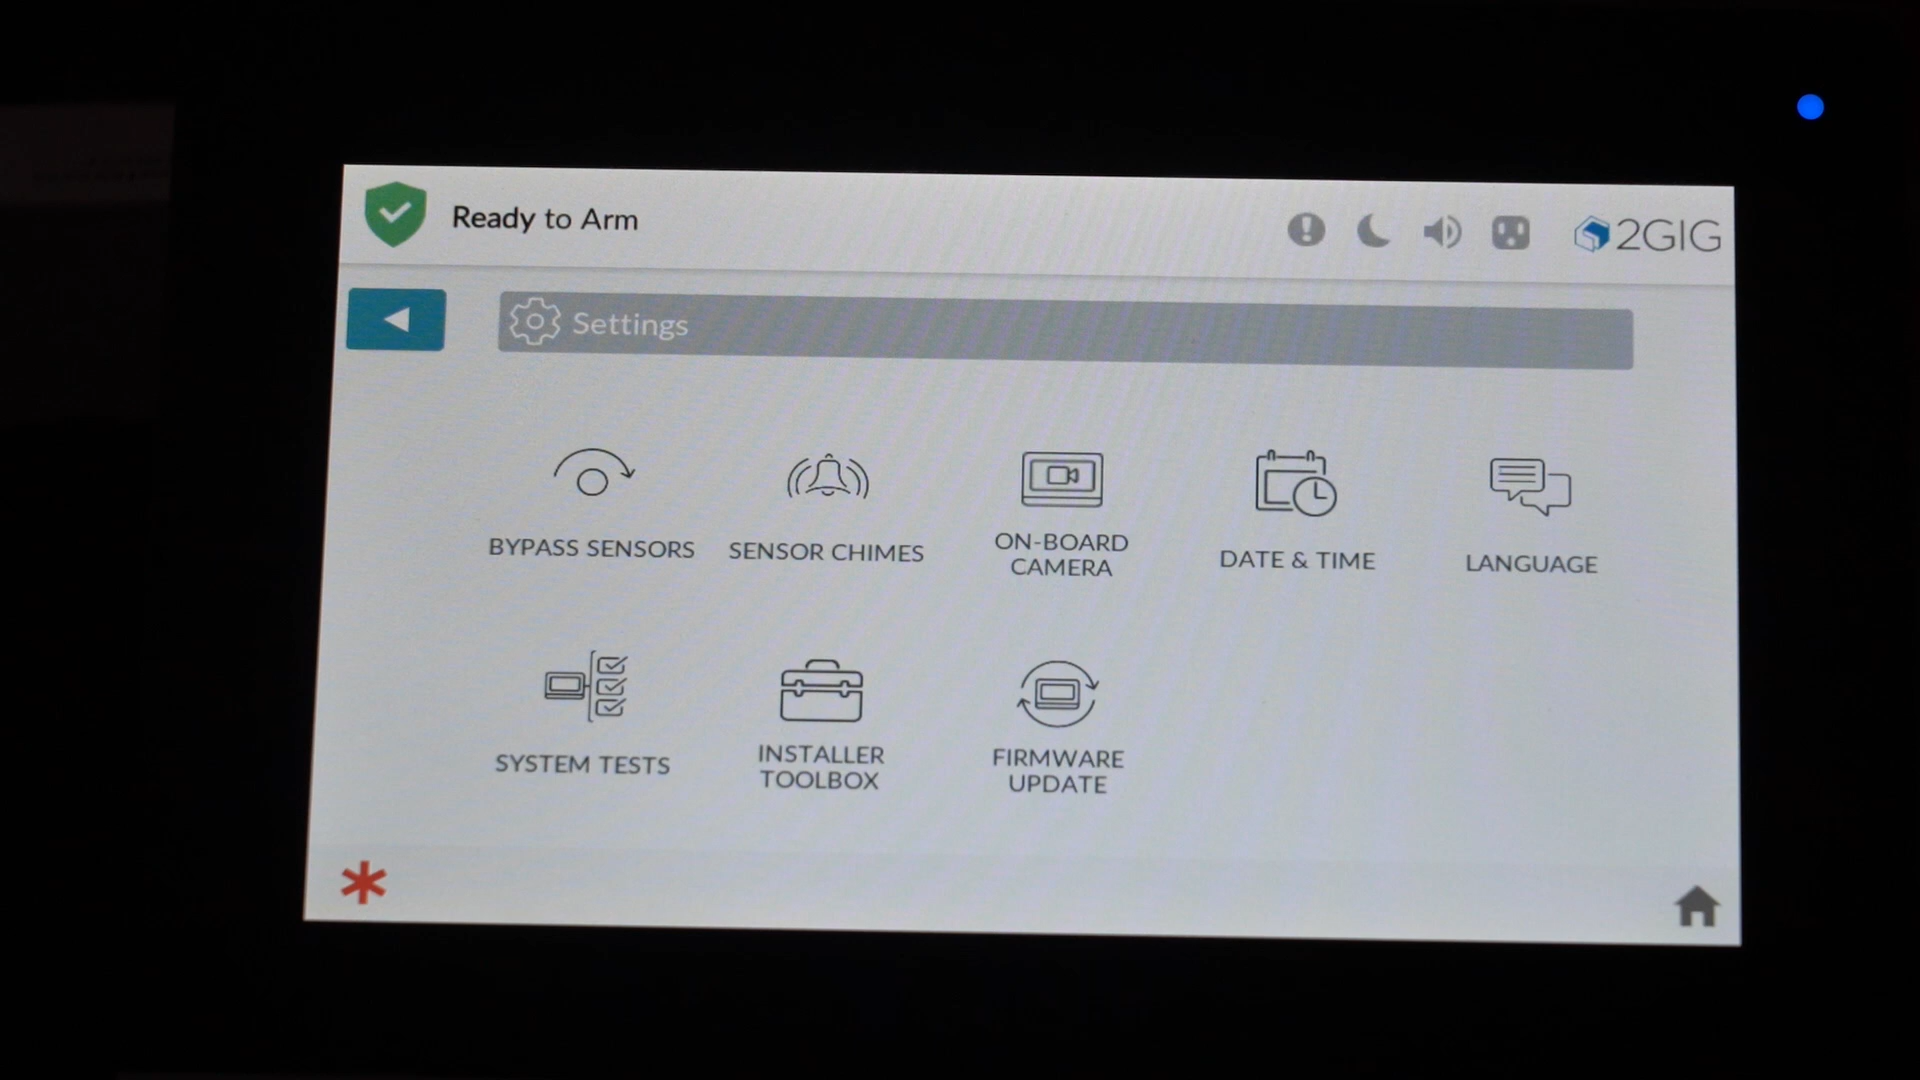 Ready to Arm
2GIG
Settings
BYPASS SENSORS
SENSOR CHIMES
ON-BOARD
CAMERA
DATE & TIME
LANGUAGE
SYSTEM TESTS
INSTALLER
TOOLBOX
FIRMWARE
UPDATE